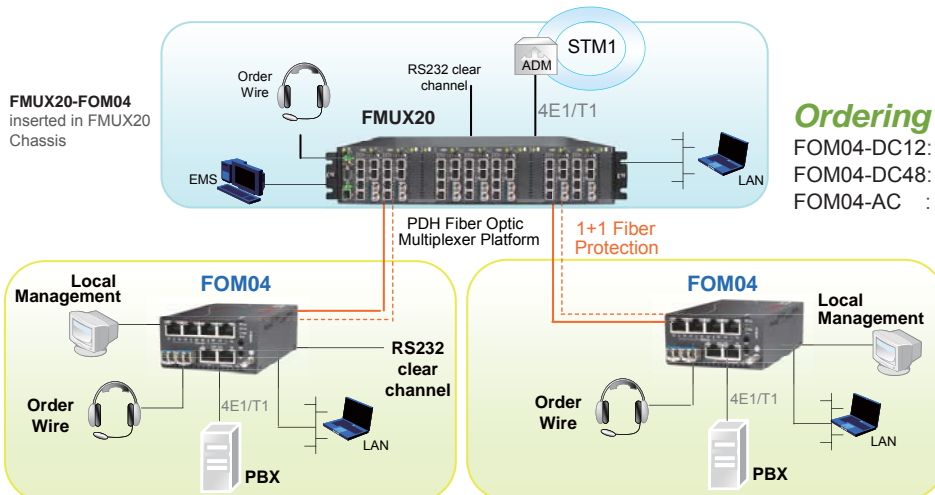 STM1
ADM
RS232 clear
channel
Order
Wire
4E1/T1
FMUX20-FOM04
inserted in FMUX20
Chassis
FMUX20
Ordering
FOM04-DC12:
FOM04-DC48:
FOM04-AC :
EMS
LAN
PDH Fiber Optic
Multiplexer Platform
1+1 Fiber
Protection
FOM04
Local
Management
RS232
clear
channel
4E1/T1
Order
Wire
LAN
PBX
FOM04
Local
Management
4E1/T1
Order
Wire
LAN
PBX